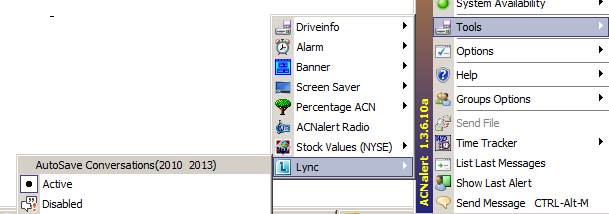 System Availability
Tools
Options
Help
Groups Options
Send File
Time Tracker
List Last Messages
Show Last Alert
Send Message CTRL-Alt-M
ACNalert 1.3.6.10a
Driveinfo
Alarm
Banner
Screen Saver
Percentage ACN
ACNalert Radio
Stock Values (NYSE)
Lync
AutoSave Conversations(2010 2013)
Active
Disabled